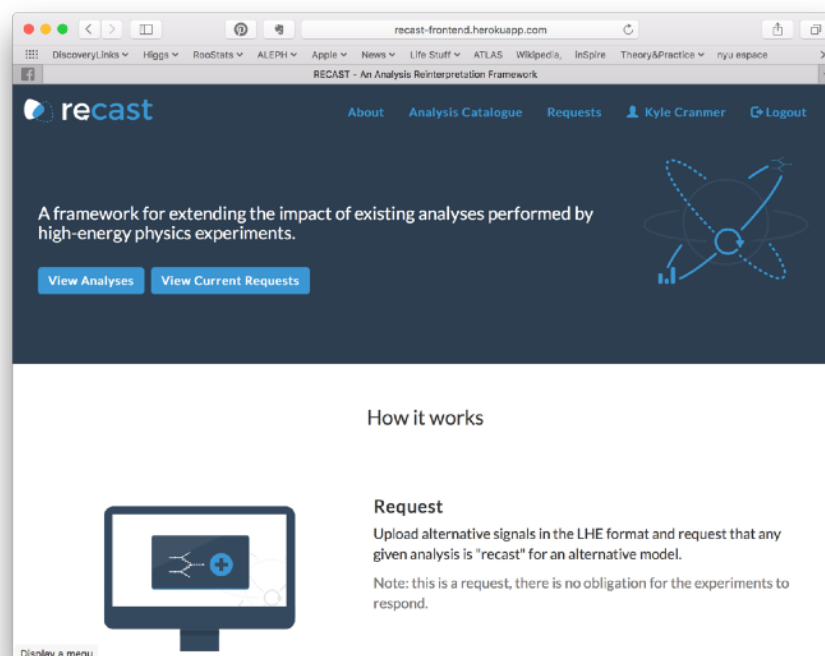 recast-frontend.herokuapp.com
DiscoveryLinks Higgs RooStats ALEPH Apple News Life Stuff ATLAS Wikipedia, inSpire Theory&Practice nyu espace
RECAST - An Analysis Reinterpretation Framework
recast About Analysis Catalogue Requests Kyle Cranmer Logout
A framework for extending the impact of existing analyses performed by
high-energy physics experiments.
View Analyses View Current Requests
How it works
Request
Upload alternative signals in the LHE format and request that any
given analysis is "recast" for an alternative model.
Note: this is a request, there is no obligation for the experiments to
respond.
Display a menu